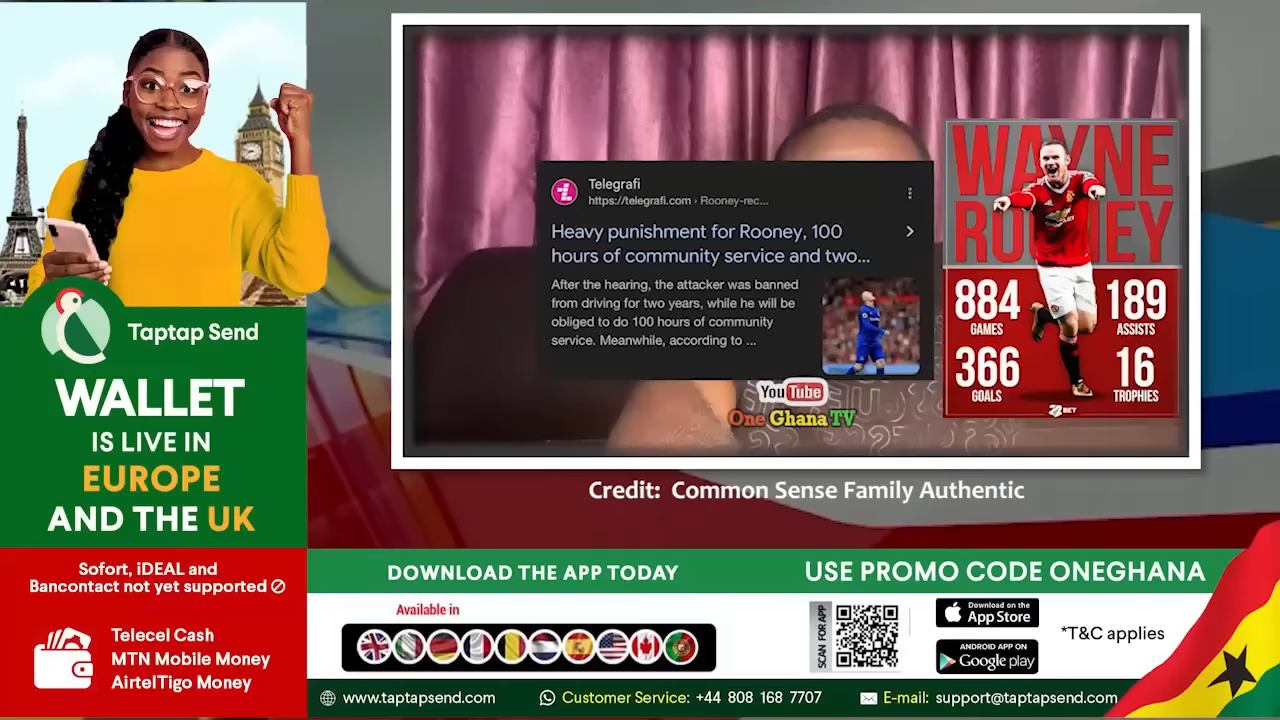 Taptap Send
WALLET
IS LIVE IN
EUROPE
AND THE UK
Sofort, iDEAL and
Bancontact not yet supported
Telecel Cash
MTN Mobile Money
AirtelTigo Money
Telegrafi
https://telegrafi.com › Rooney-rec...
Heavy punishment for Rooney, 100
hours of community service and two...
After the hearing, the attacker was banned
from driving for two years, while he will be
obliged to do 100 hours of community
service. Meanwhile, according to ...
WAYNE
ROONEY
884
GAMES
189
ASSISTS
366
GOALS
16
TROPHIES
22BET
YouTube
One Ghana TV
Credit: Common Sense Family Authentic
DOWNLOAD THE APP TODAY
USE PROMO CODE ONEGHANA
Available in
SCAN FOR APP
Download on the
App Store
ANDROID APP ON
Google play
*T&C applies
www.taptapsend.com
Customer Service: +44 808 168 7707
E-mail: support@taptapsend.com